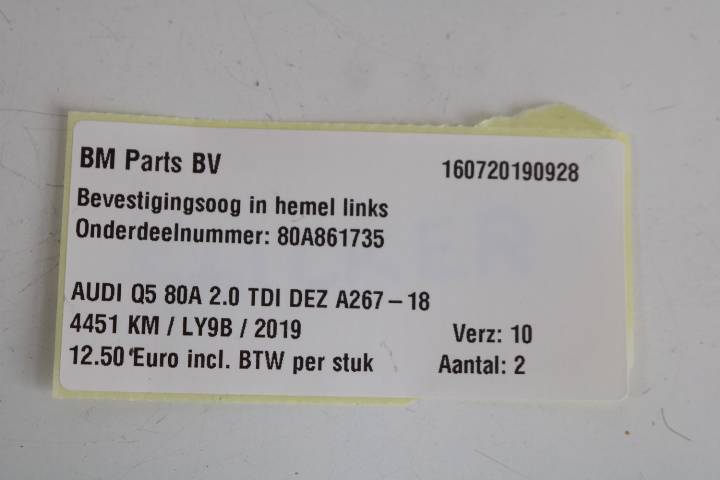 BM Parts BV 160720190928
Bevestigingsoog in hemel links
Onderdeelnummer: 80A861735
AUDI Q5 80A 2.0 TDI DEZ A267-18
4451 KM / LY9B / 2019 Verz: 10
12.50 Euro incl. BTW per stuk Aantal: 2